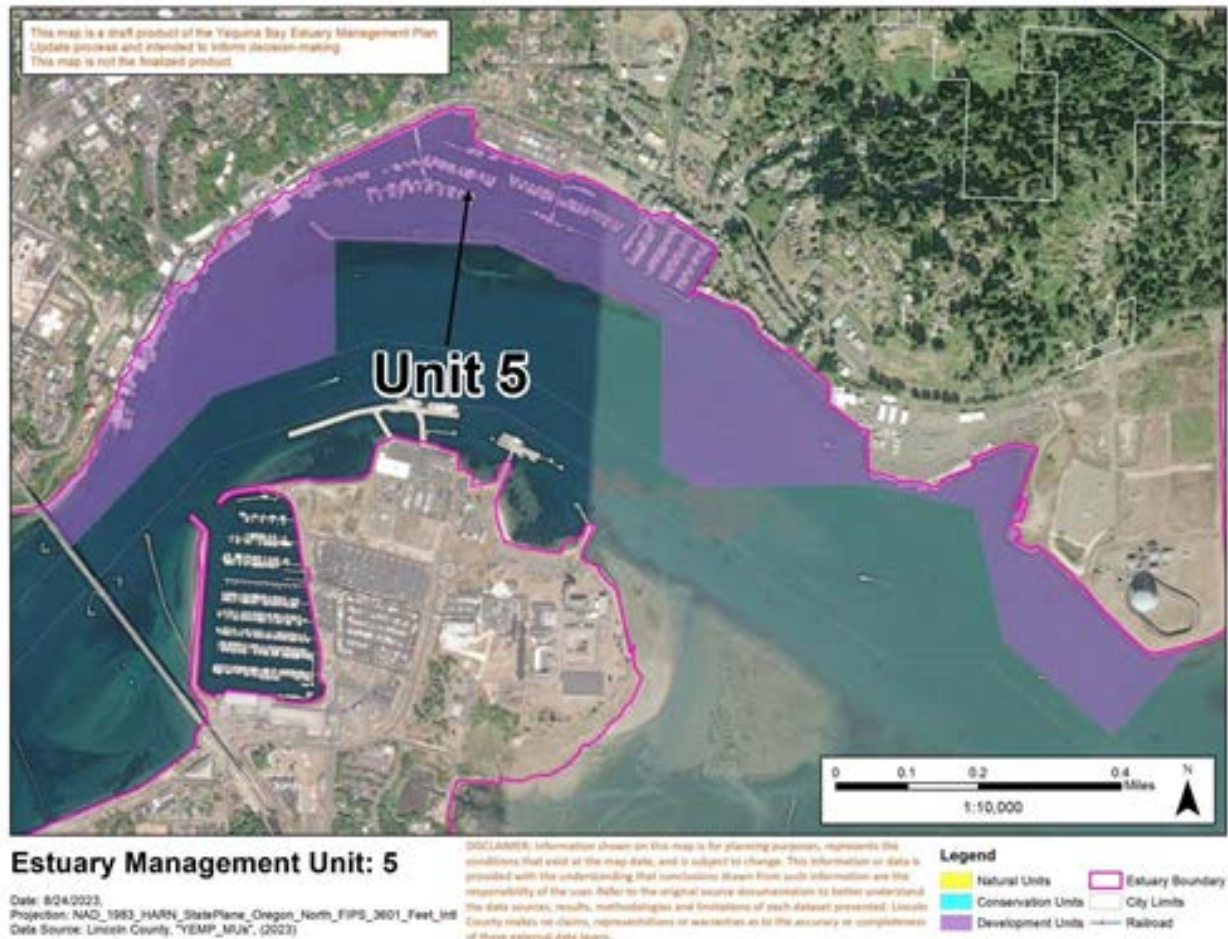 This map is a draft product of the Yaquina Bay Estuary Management Plan
Update process and intended to inform decision-making.
This map is not the finalized product.
Unit 5
0 0.1 0.2 0.4
Miles
1:10,000
N
Estuary Management Unit: 5
Date: 8/24/2023,
Projection: NAD_1983_HARN_StatePlane_Oregon_North_FIPS_3601_Feet_Intl
Data Source: Lincoln County, "YEMP_MUs", (2023)
DISCLAIMER: Information shown on this map is for planning purposes, represents the
conditions that exist at the map date, and is subject to change. This information or data is
provided with the understanding that conclusions drawn from such information are the
responsibility of the user. Refer to the original source documentation to better understand
the data sources, results, methodologies and limitations of each dataset presented. Lincoln
County makes no claims, representations or warranties as to the accuracy or completeness
of these external data layers.
Legend
Natural Units
Conservation Units
Development Units
Estuary Boundary
City Limits
Railroad